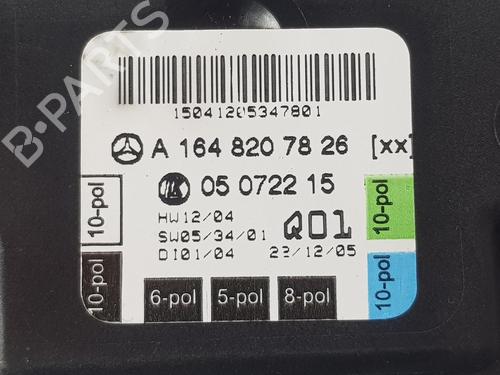 B-PARTS
15041205347801
A 164 820 78 26 [xx]
05 0722 15
HW12/04
SW05/34/01
DI01/04
Q01
22/12/05
10-pol
10-pol
10-pol
10-pol
6-pol
5-pol
8-pol